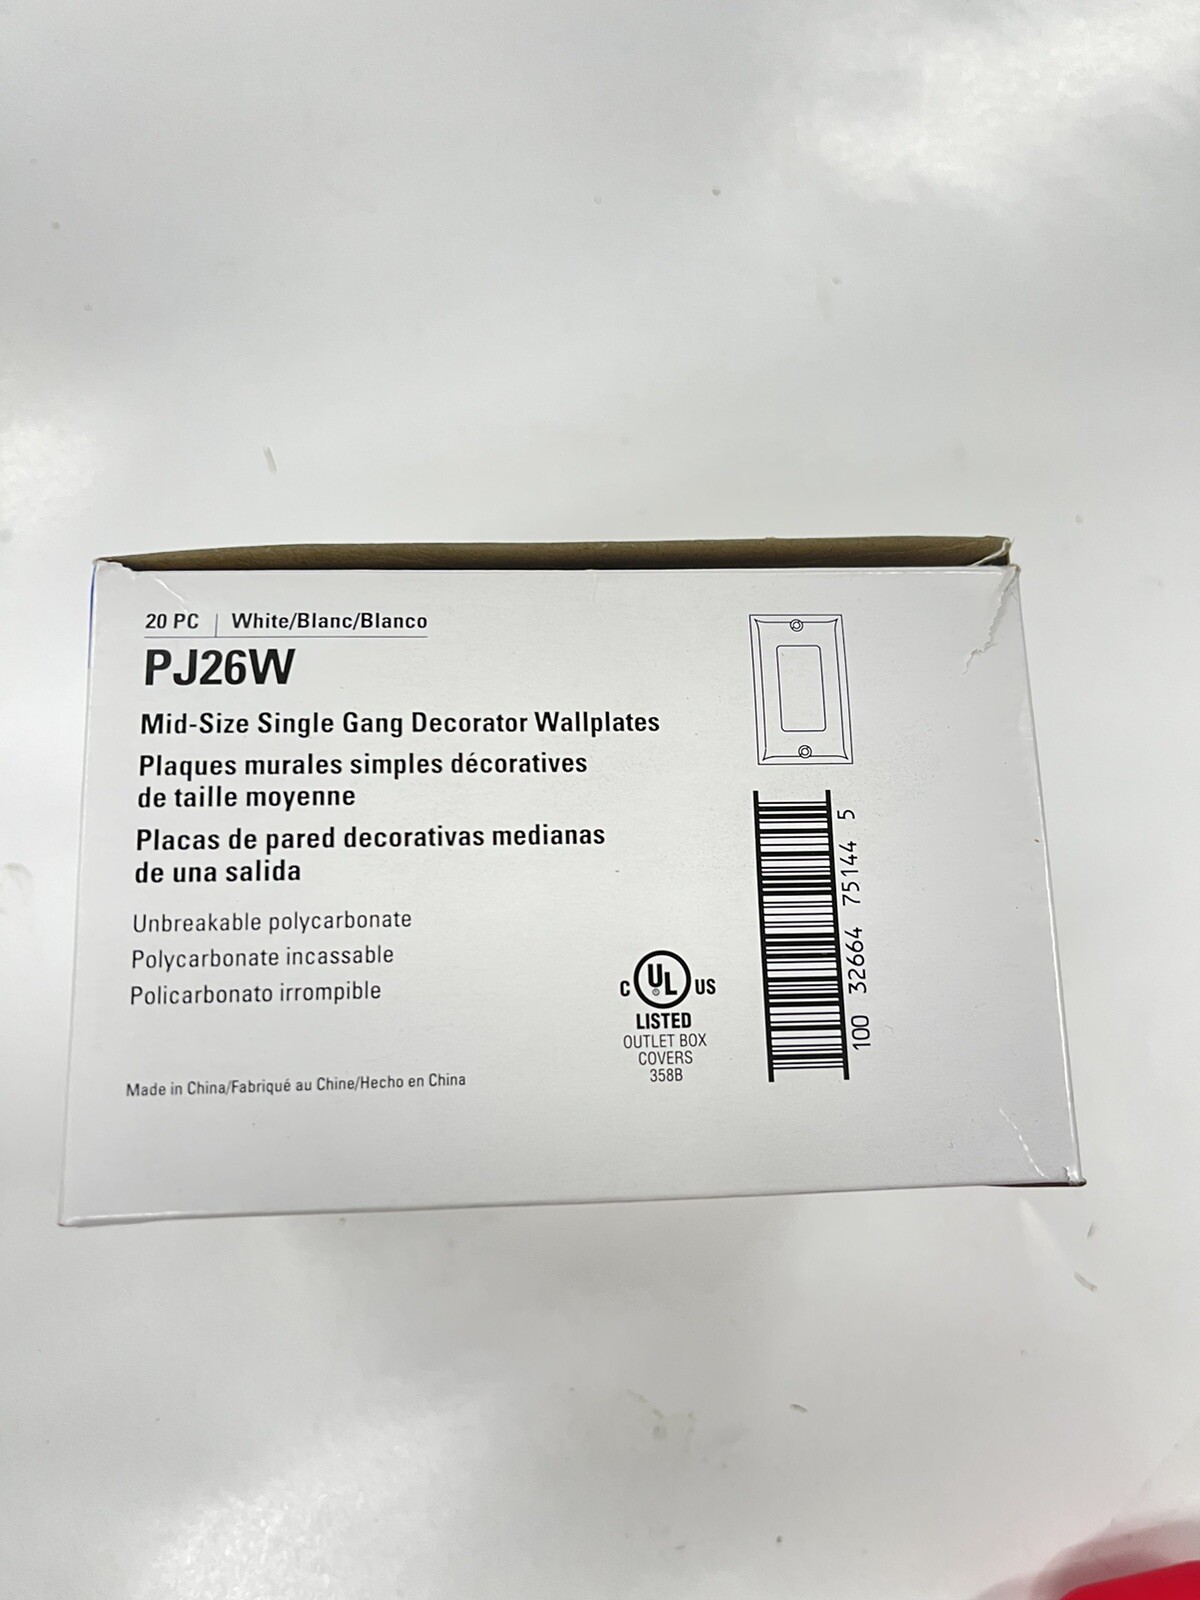 20 PC | White/Blanc/Blanco
PJ26W
Mid-Size Single Gang Decorator Wallplates
Plaques murales simples décoratives
de taille moyenne
Placas de pared decorativas medianas
de una salida
Unbreakable polycarbonate
Polycarbonate incassable
Policarbonato irrompible
Made in China/Fabriqué au Chine/Hecho en China
C UL® US
LISTED
OUTLET BOX
COVERS
358B
100 32664 75144 5